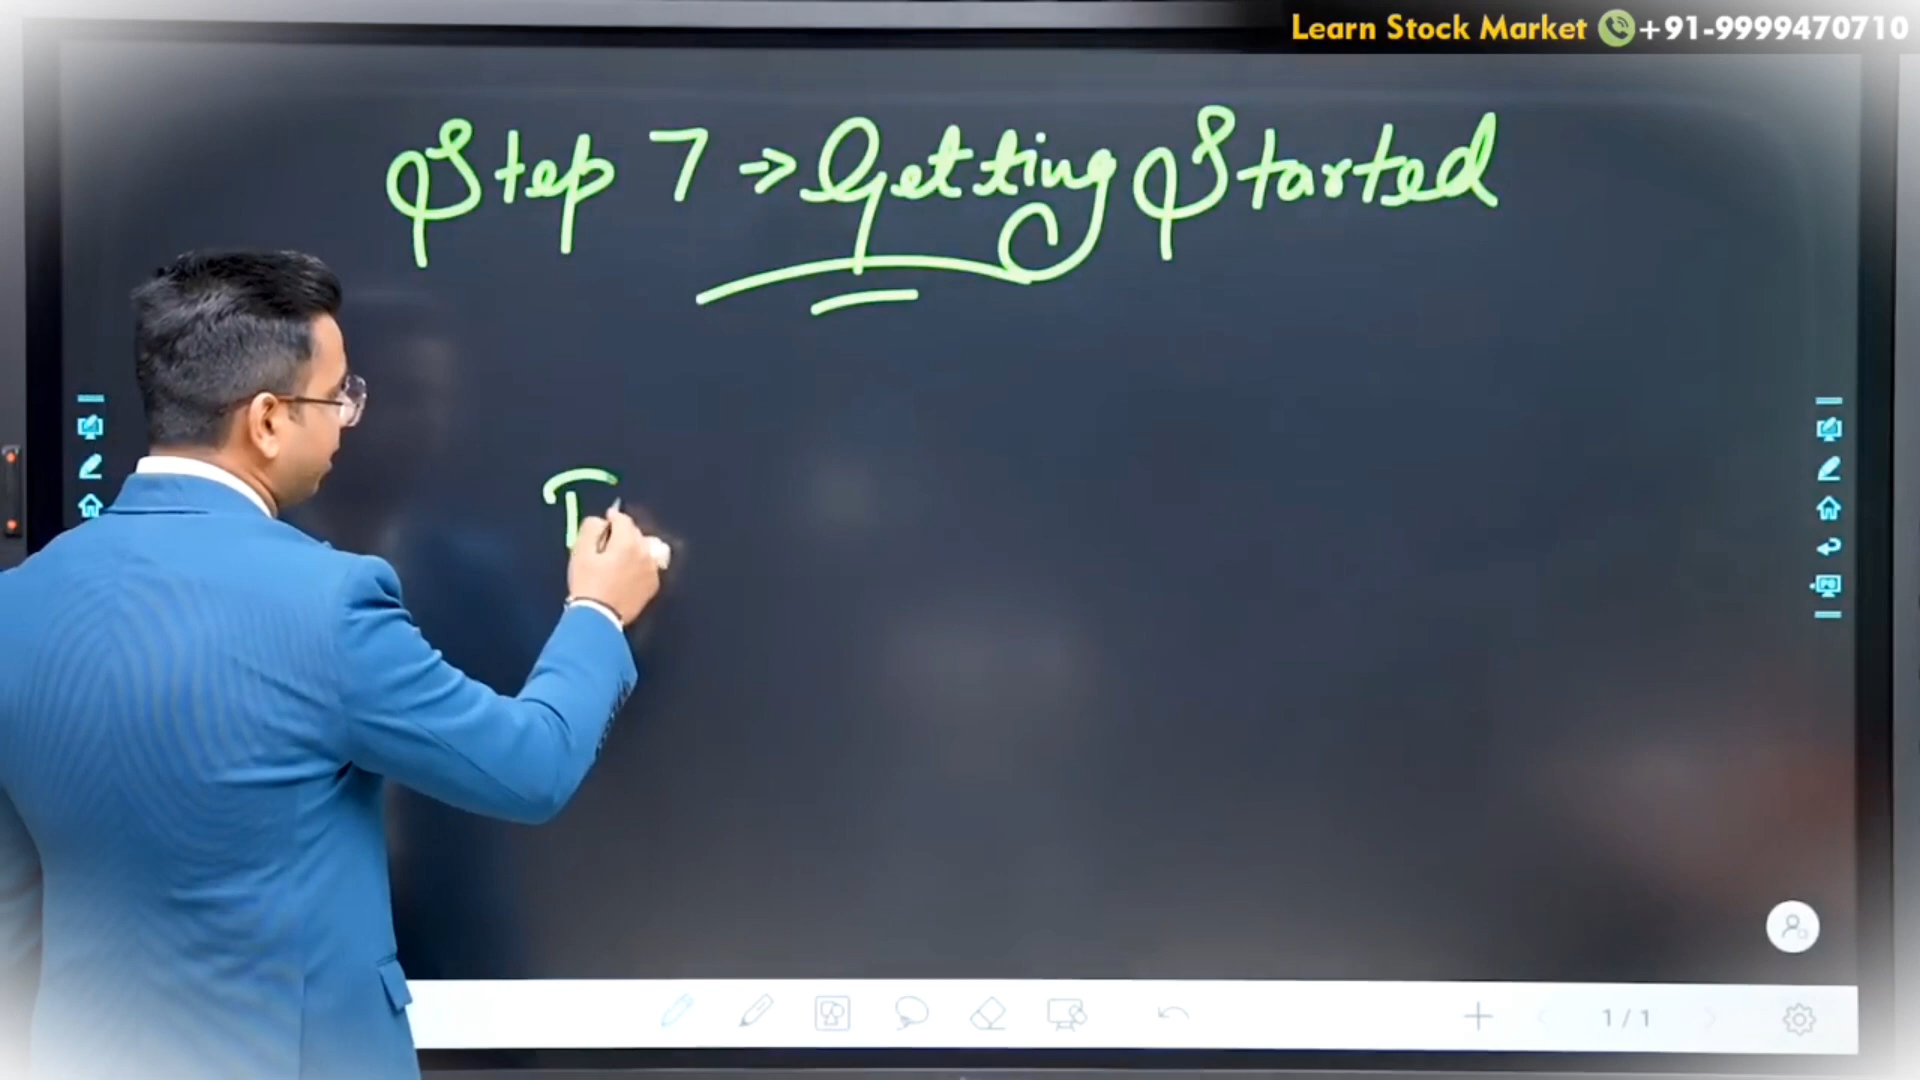 Learn Stock Market +91-9999470710
Step 7 → Getting Started
1/1